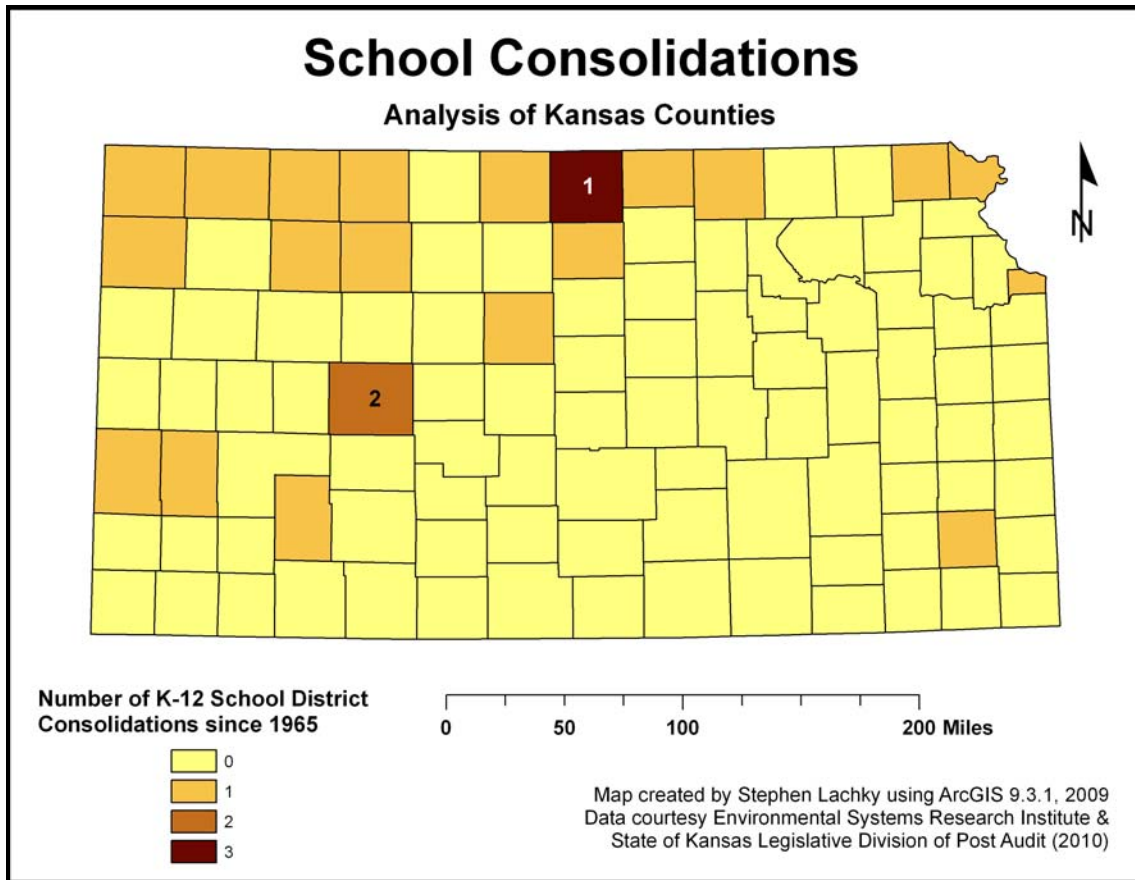 School Consolidations
Analysis of Kansas Counties
1
N
2
Number of K-12 School District
Consolidations since 1965
0
1
2
3
0 50 100 200 Miles
Map created by Stephen Lachky using ArcGIS 9.3.1, 2009
Data courtesy Environmental Systems Research Institute &
State of Kansas Legislative Division of Post Audit (2010)